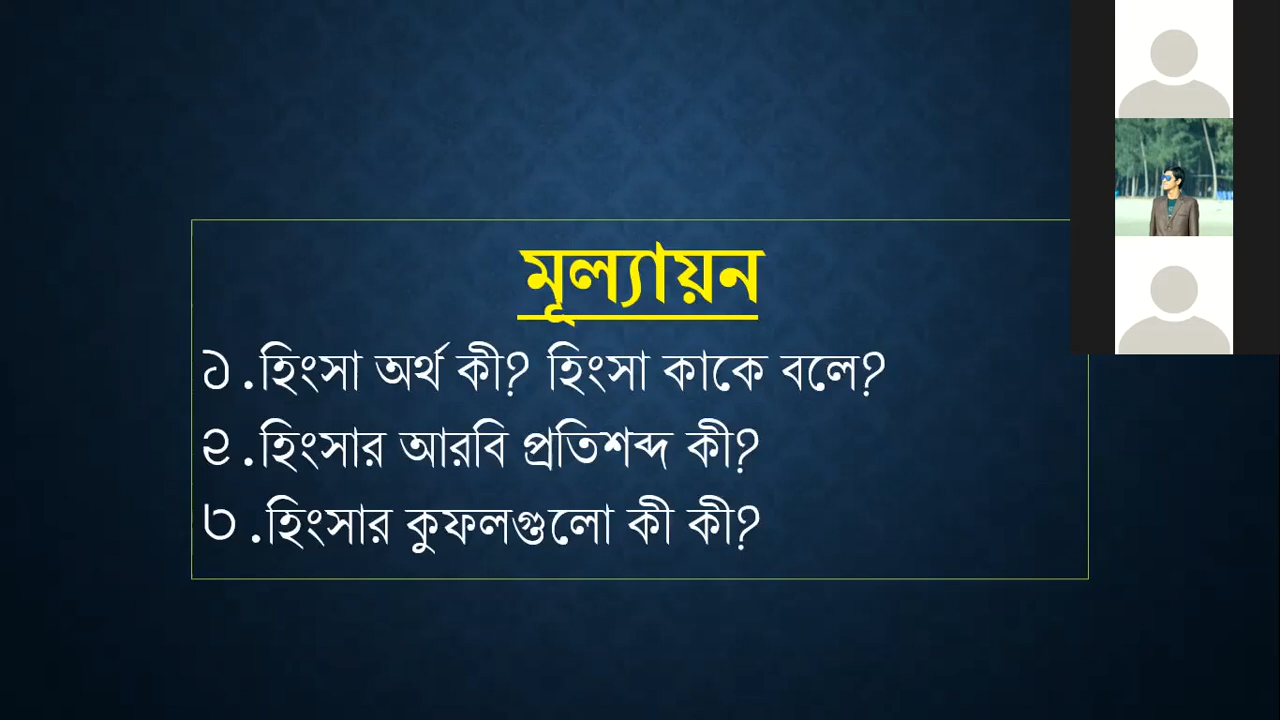 মূল্যায়ন
১.হিংসা অর্থ কী? হিংসা কাকে বলে?
২.হিংসার আরবি প্রতিশব্দ কী?
৩.হিংসার কুফলগুলো কী কী?